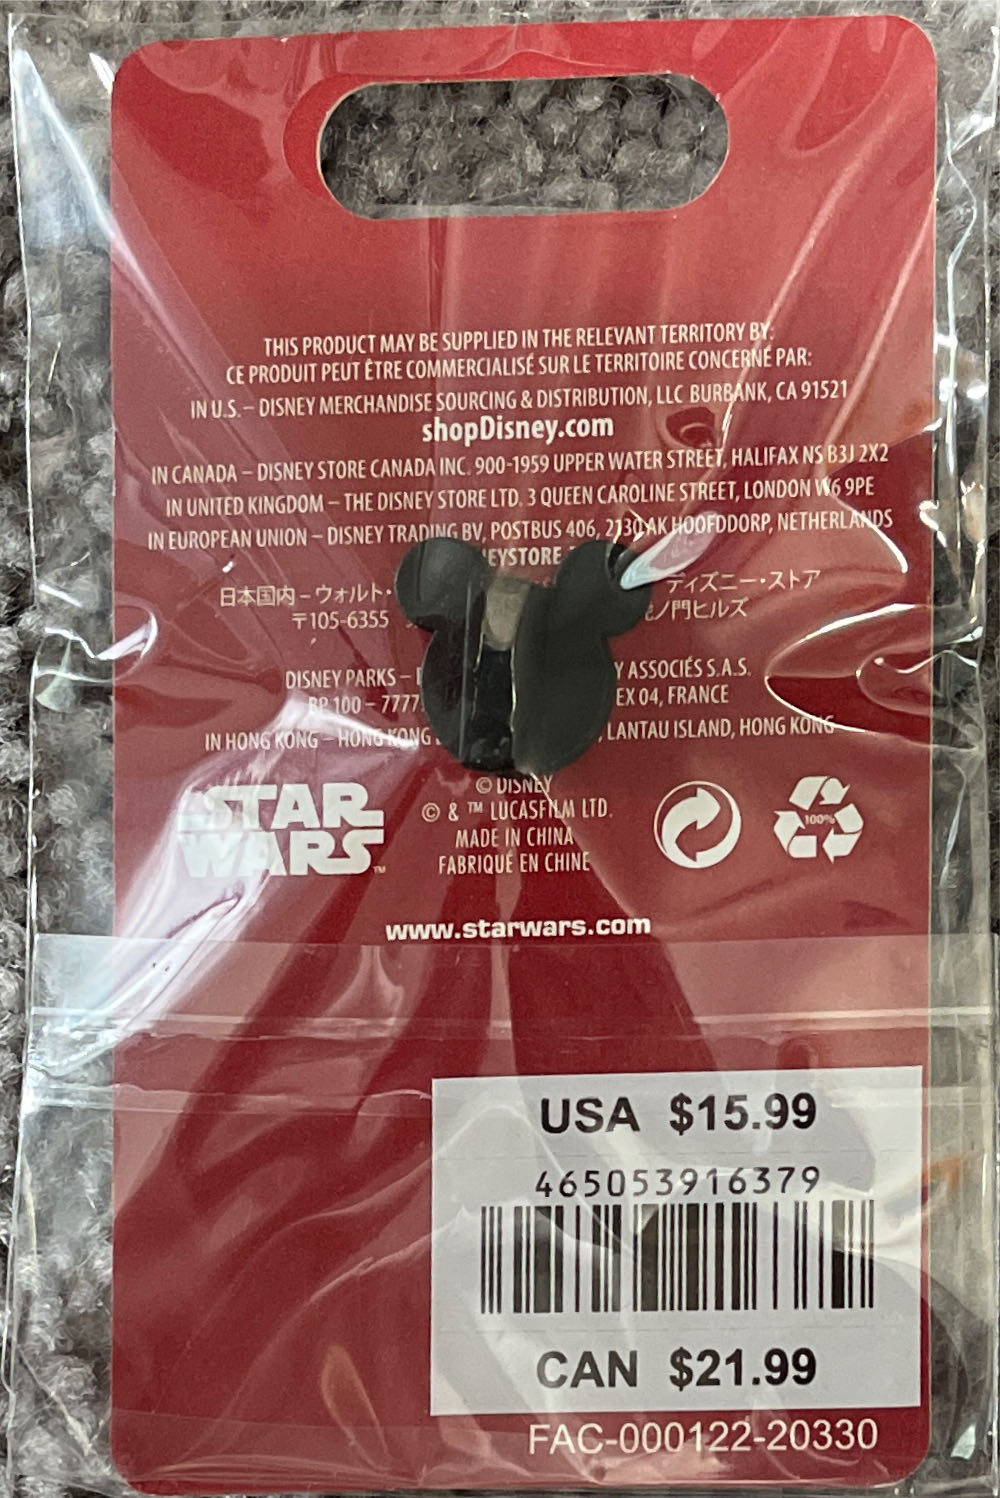 THIS PRODUCT MAY BE SUPPLIED IN THE RELEVANT TERRITORY BY:
CE PRODUIT PEUT ÊTRE COMMERCIALISÉ SUR LE TERRITOIRE CONCERNÉ PAR:
IN U.S. – DISNEY MERCHANDISE SOURCING & DISTRIBUTION, LLC BURBANK, CA 91521
shopDisney.com
IN CANADA – DISNEY STORE CANADA INC. 900-1959 UPPER WATER STREET, HALIFAX NS B3J 2X2
IN UNITED KINGDOM – THE DISNEY STORE LTD. 3 QUEEN CAROLINE STREET, LONDON W6 9PE
IN EUROPEAN UNION – DISNEY TRADING BV, POSTBUS 406, 2130AK HOOFDDORP, NETHERLANDS
EYSTORE
日本国内 – ウォルト・ ディズニー・ストア
〒105-6355 ノ門ヒルズ
DISNEY PARKS – Y ASSOCIÉS S.A.S.
BP 100 – 7777 EX 04, FRANCE
IN HONG KONG – HONG KONG , LANTAU ISLAND, HONG KONG
STAR WARS™
© DISNEY
© & ™ LUCASFILM LTD.
MADE IN CHINA
FABRIQUÉ EN CHINE
100%
www.starwars.com
USA $15.99
465053916379
CAN $21.99
FAC-000122-20330